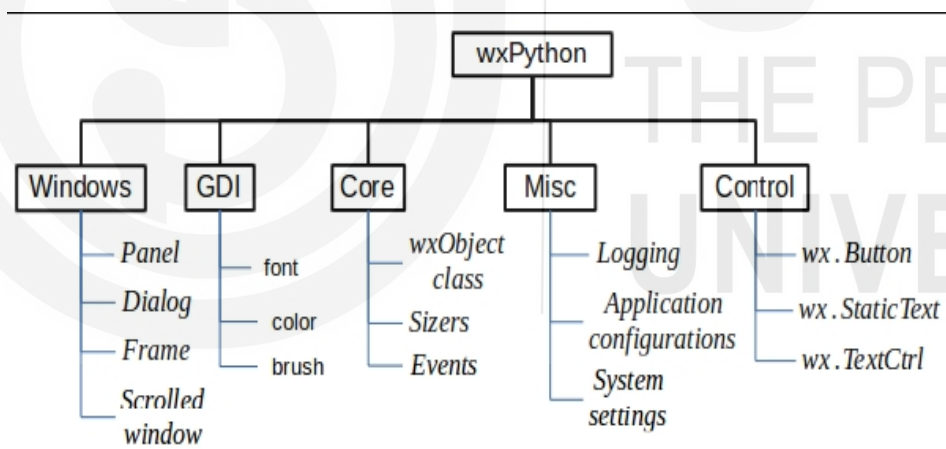 wxPython
THE PE
UNIVE
Windows
GDI
Core
Misc
Control
Panel
Dialog
Frame
Scrolled
window
font
color
brush
wxObject
class
Sizers
Events
Logging
Application
configurations
System
settings
wx.Button
wx.StaticText
wx.TextCtrl